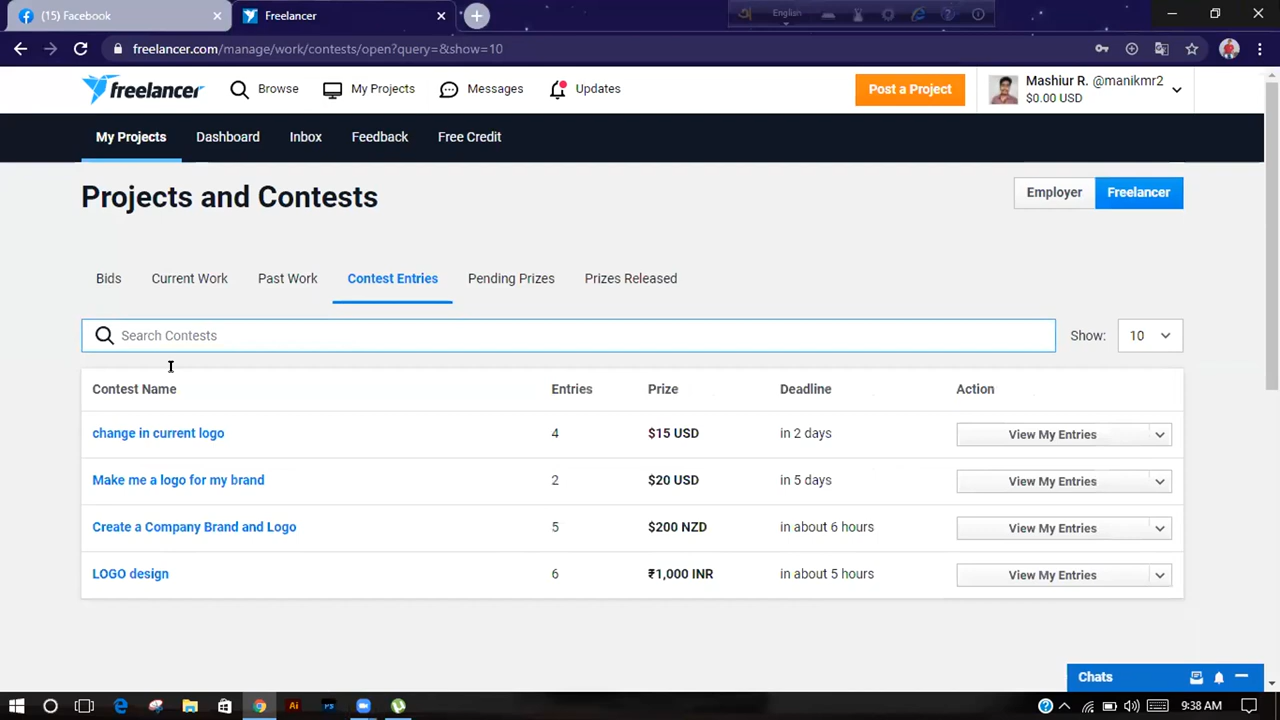 (15) Facebook
Freelancer
English
freelancer.com/manage/work/contests/open?query=&show=10
freelancer
Browse
My Projects
Messages
Updates
Post a Project
Mashiur R. @manikmr2
$0.00 USD
My Projects
Dashboard
Inbox
Feedback
Free Credit
Projects and Contests
Employer
Freelancer
Bids
Current Work
Past Work
Contest Entries
Pending Prizes
Prizes Released
Search Contests
Show:
10
Contest Name Entries Prize Deadline Action
change in current logo 4 $15 USD in 2 days View My Entries
Make me a logo for my brand 2 $20 USD in 5 days View My Entries
Create a Company Brand and Logo 5 $200 NZD in about 6 hours View My Entries
LOGO design 6 ₹1,000 INR in about 5 hours View My Entries
Chats
Ai
Ps
9:38 AM